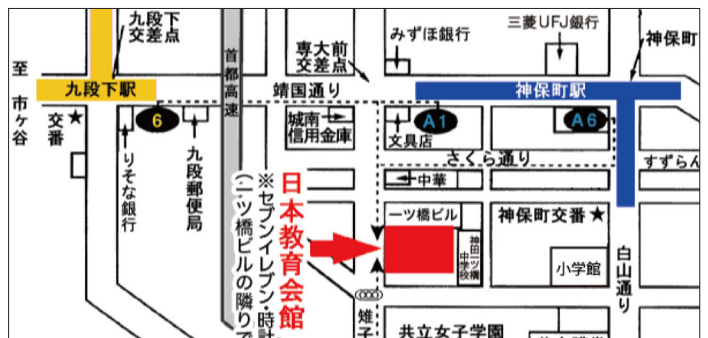 九段下
交差点
首都高速
専大前
交差点
みずほ銀行
三菱UFJ銀行
神保町
至 市ヶ谷
九段下駅
靖国通り
神保町駅
交番★
6
りそな銀行
九段郵便局
城南
信用金庫
文具店
A1
A6
さくら通り
すずらん
中華
日本教育会館
※セブンイレブン・時計
(一ツ橋ビルの隣りで
一ツ橋ビル
神田一ツ橋
中学校
神保町交番★
小学館
白山通り
雉子
共立女子学園